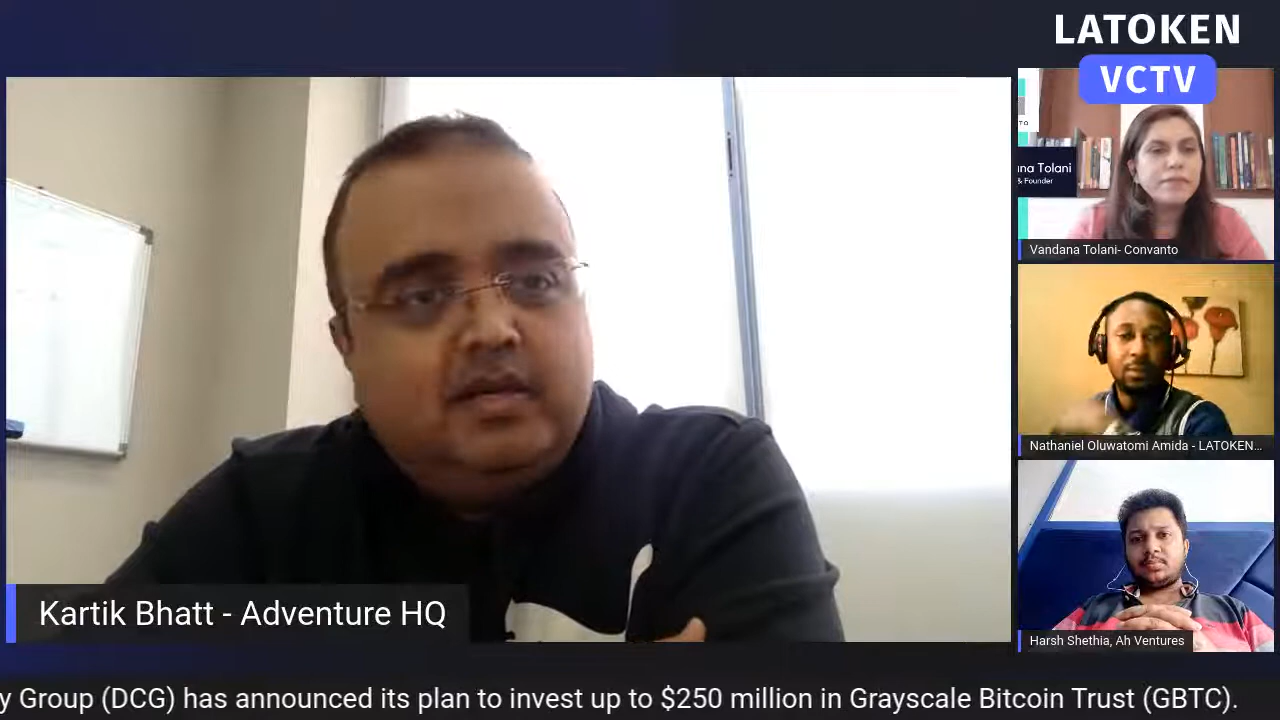 LATOKEN
VCTV
TO
na Tolani
& Founder
Vandana Tolani- Convanto
Nathaniel Oluwatomi Amida - LATOKEN...
Harsh Shethia, Ah Ventures
Kartik Bhatt - Adventure HQ
y Group (DCG) has announced its plan to invest up to $250 million in Grayscale Bitcoin Trust (GBTC).